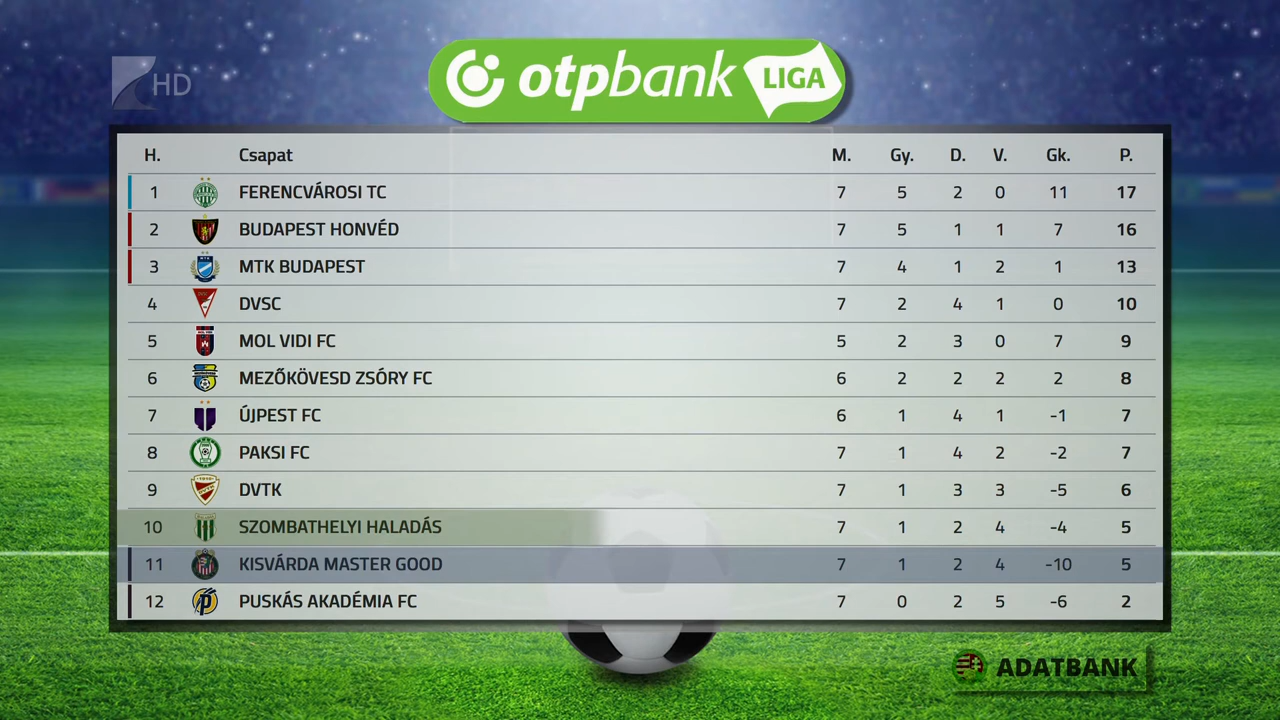 HD
otpbank LIGA
H. Csapat M. Gy. D. V. Gk. P.
1 FERENCVÁROSI TC 7 5 2 0 11 17
2 BUDAPEST HONVÉD 7 5 1 1 7 16
3 MTK BUDAPEST 7 4 1 2 1 13
4 DVSC 7 2 4 1 0 10
5 MOL VIDI FC 5 2 3 0 7 9
6 MEZŐKÖVESD ZSÓRY FC 6 2 2 2 2 8
7 ÚJPEST FC 6 1 4 1 -1 7
8 PAKSI FC 7 1 4 2 -2 7
9 DVTK 7 1 3 3 -5 6
10 SZOMBATHELYI HALADÁS 7 1 2 4 -4 5
11 KISVÁRDA MASTER GOOD 7 1 2 4 -10 5
12 PUSKÁS AKADÉMIA FC 7 0 2 5 -6 2
ADATBANK